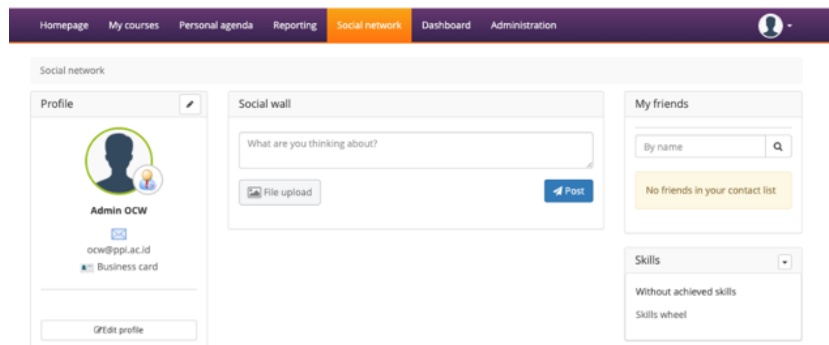 Homepage My courses Personal agenda Reporting Social network Dashboard Administration
Social network
Profile
Admin OCW
ocw@ppi.ac.id
Business card
Edit profile
Social wall
What are you thinking about?
File upload
Post
My friends
By name
No friends in your contact list
Skills
Without achieved skills
Skills wheel